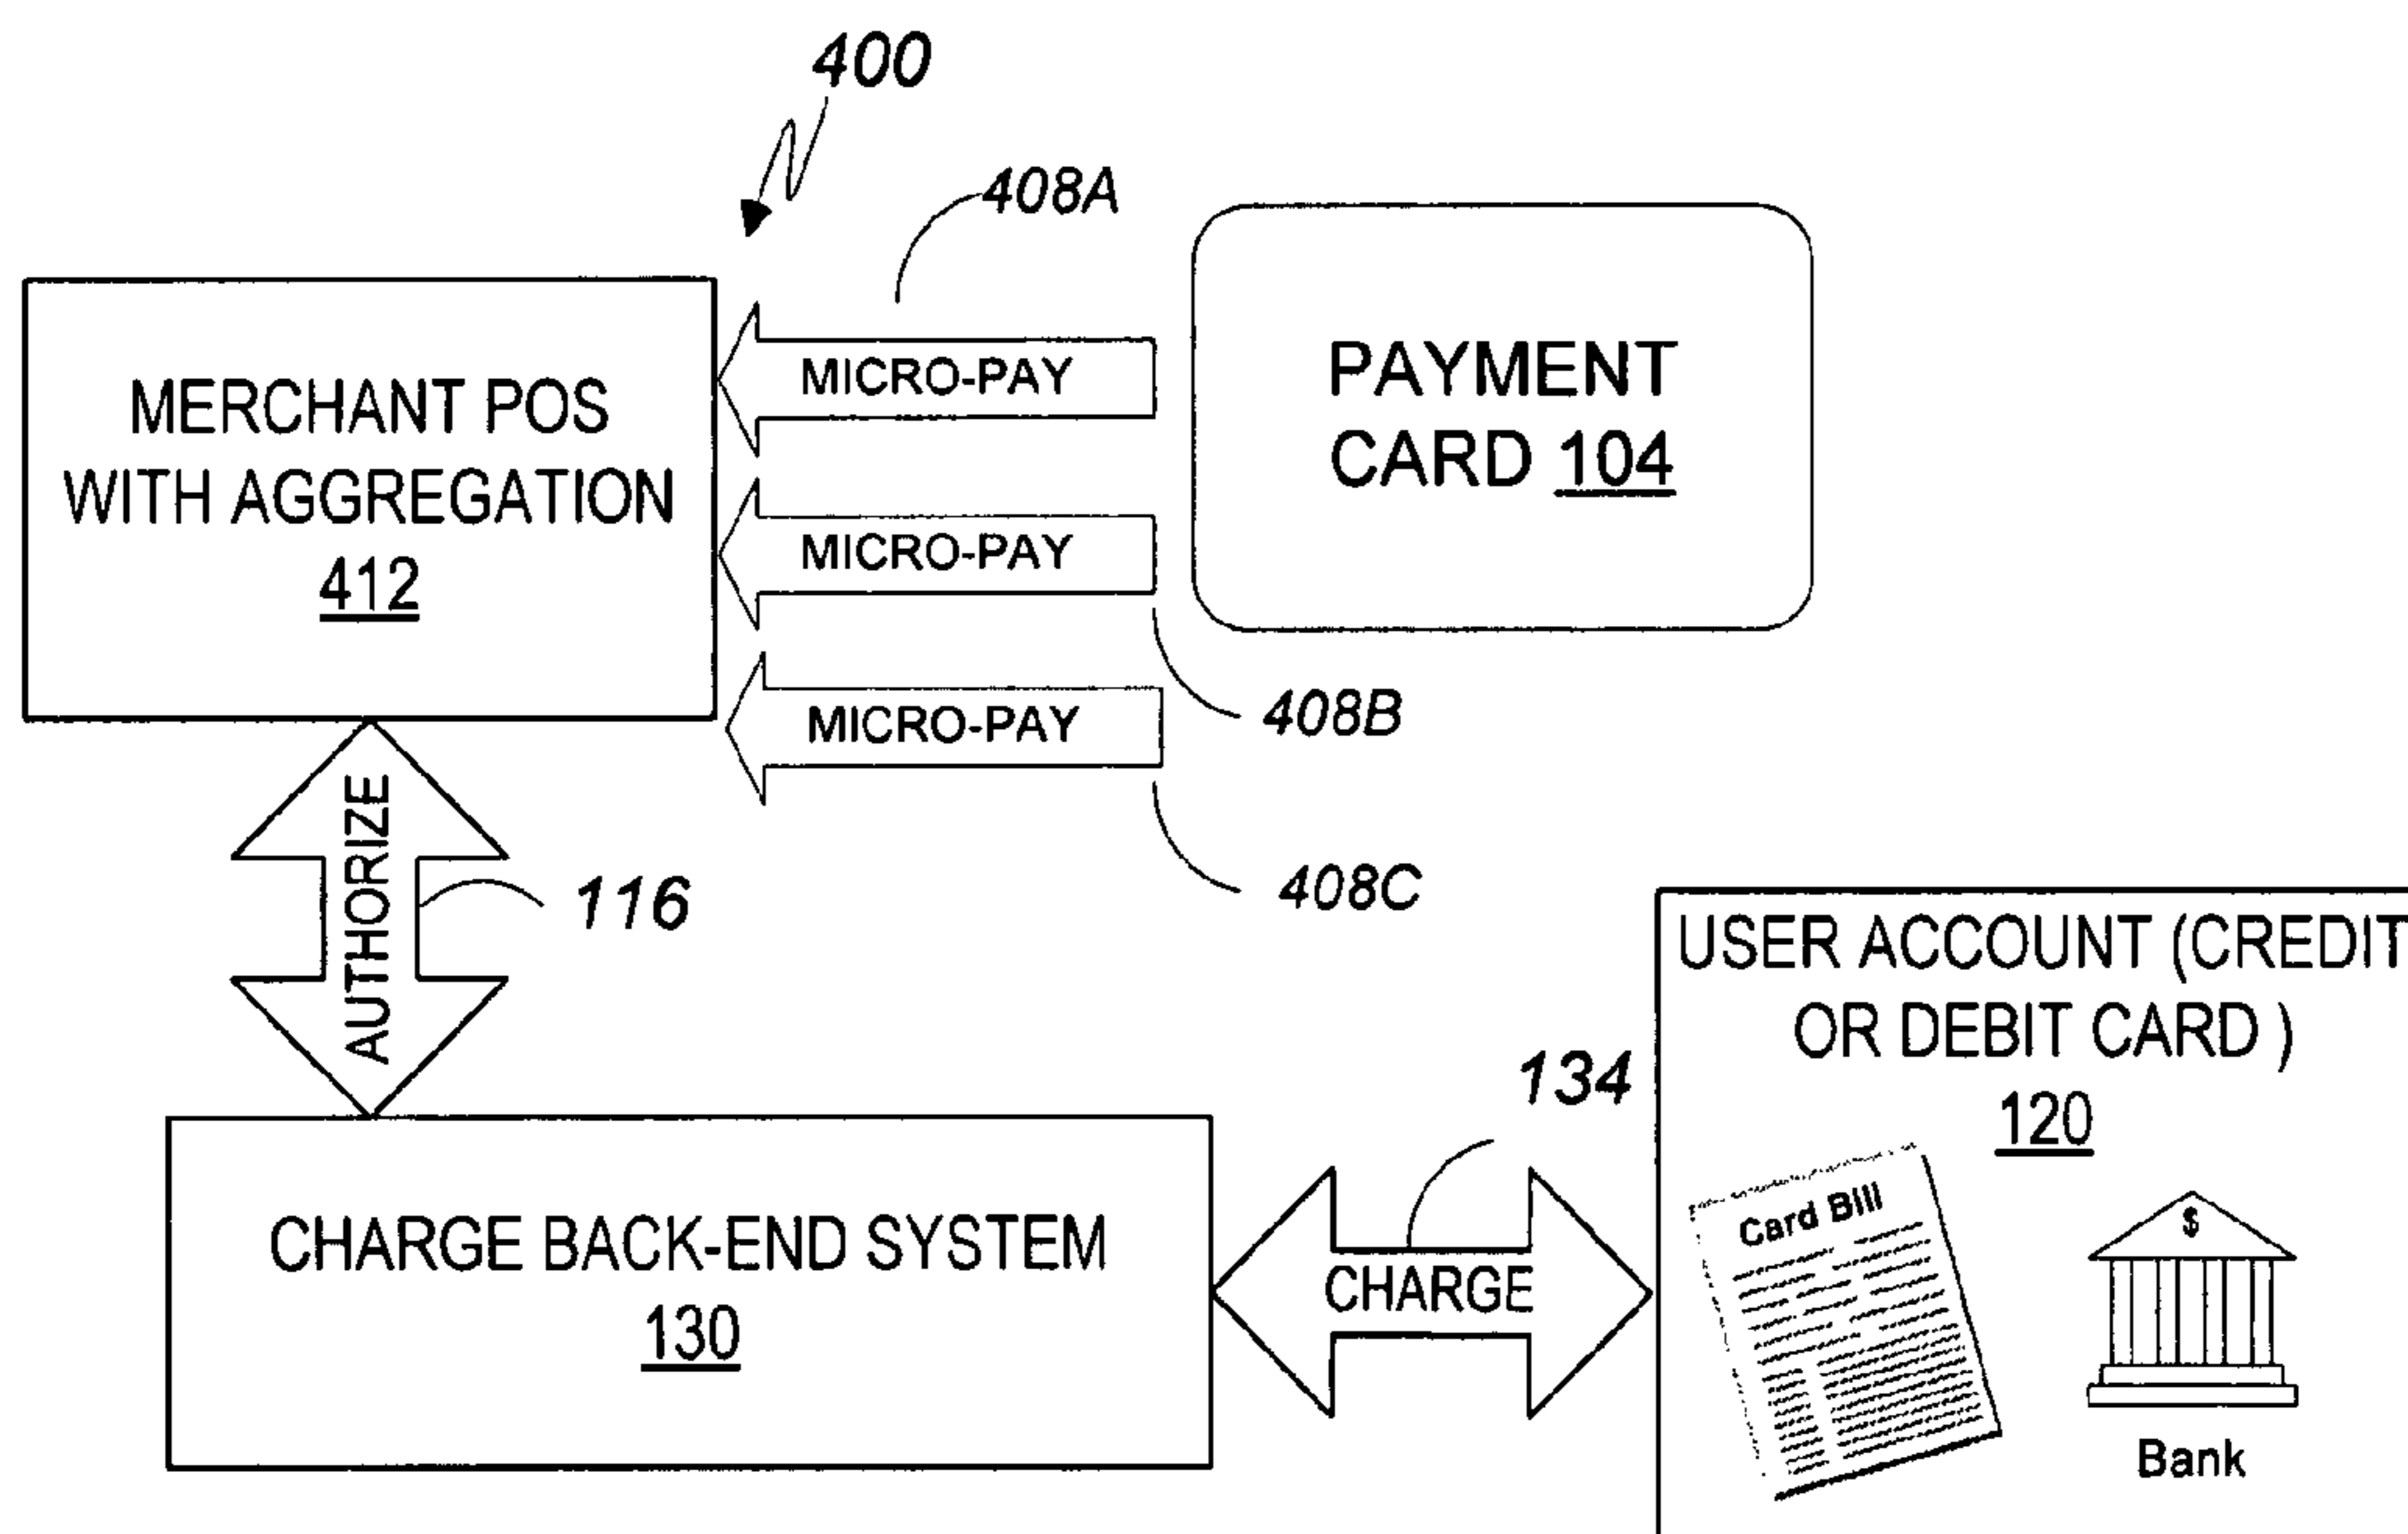 400
408A
MERCHANT POS
WITH AGGREGATION
412
MICRO-PAY
MICRO-PAY
MICRO-PAY
PAYMENT
CARD 104
408B
408C
AUTHORIZE
116
USER ACCOUNT (CREDIT
OR DEBIT CARD )
120
134
CHARGE BACK-END SYSTEM
130
CHARGE
Card Bill
$
Bank